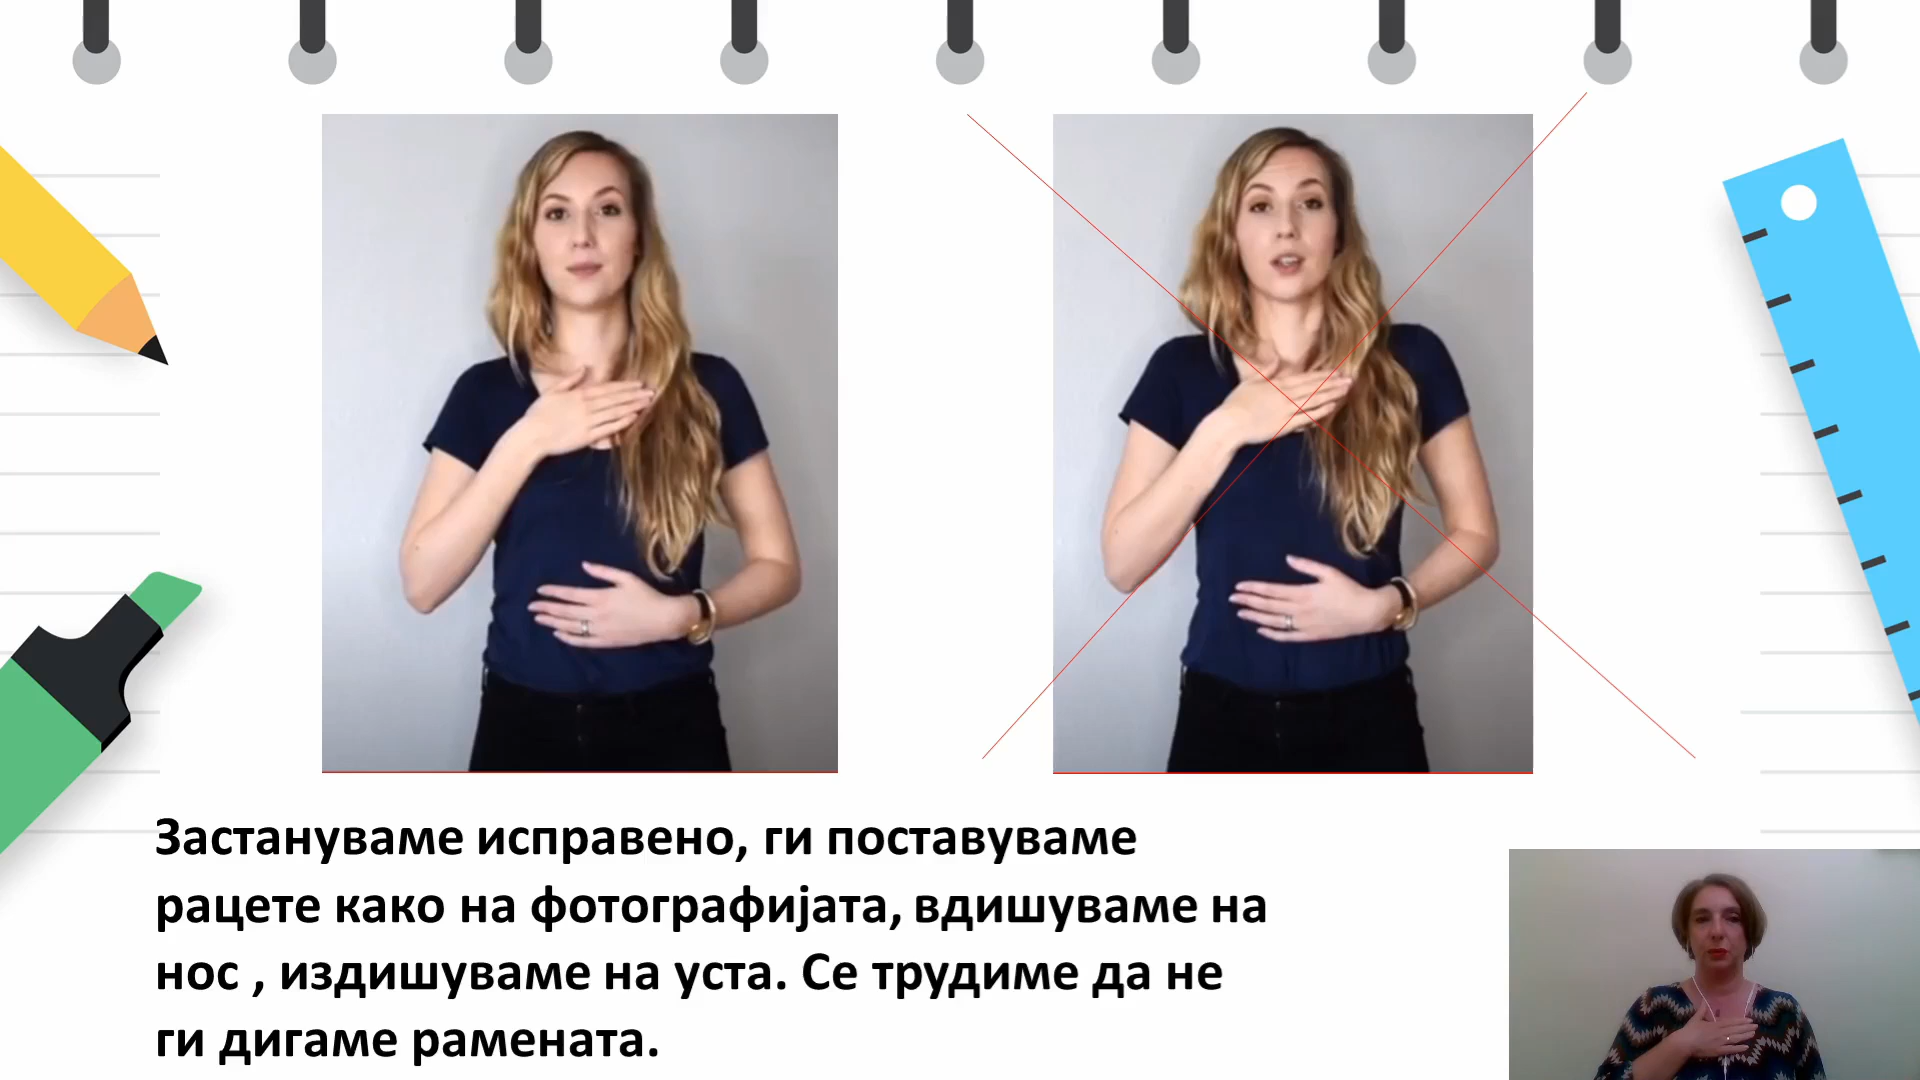 Застануваме исправено, ги поставуваме
рацете како на фотографијата, вдишуваме на
нос , издишуваме на уста. Се трудиме да не
ги дигаме рамената.